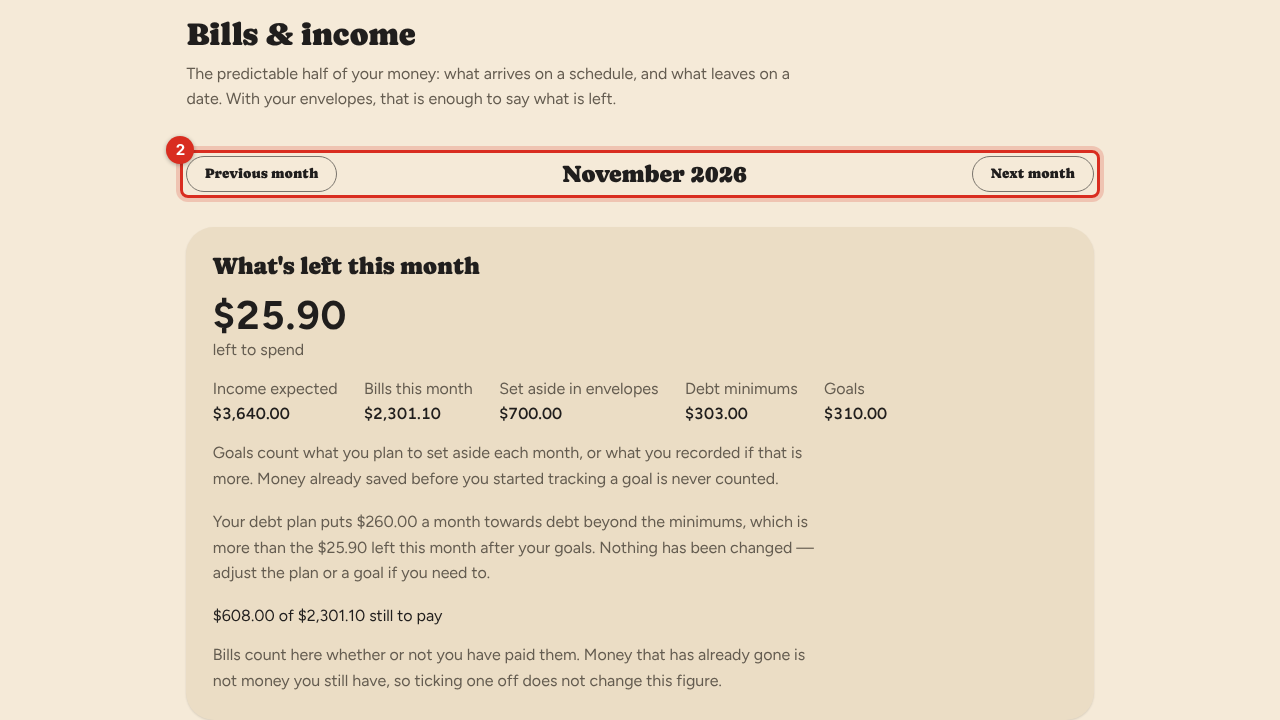 Bills & income
The predictable half of your money: what arrives on a schedule, and what leaves on a
date. With your envelopes, that is enough to say what is left.
2
Previous month
November 2026
Next month
What's left this month
$25.90
left to spend
Income expected Bills this month Set aside in envelopes Debt minimums Goals
$3,640.00 $2,301.10 $700.00 $303.00 $310.00
Goals count what you plan to set aside each month, or what you recorded if that is
more. Money already saved before you started tracking a goal is never counted.
Your debt plan puts $260.00 a month towards debt beyond the minimums, which is
more than the $25.90 left this month after your goals. Nothing has been changed —
adjust the plan or a goal if you need to.
$608.00 of $2,301.10 still to pay
Bills count here whether or not you have paid them. Money that has already gone is
not money you still have, so ticking one off does not change this figure.